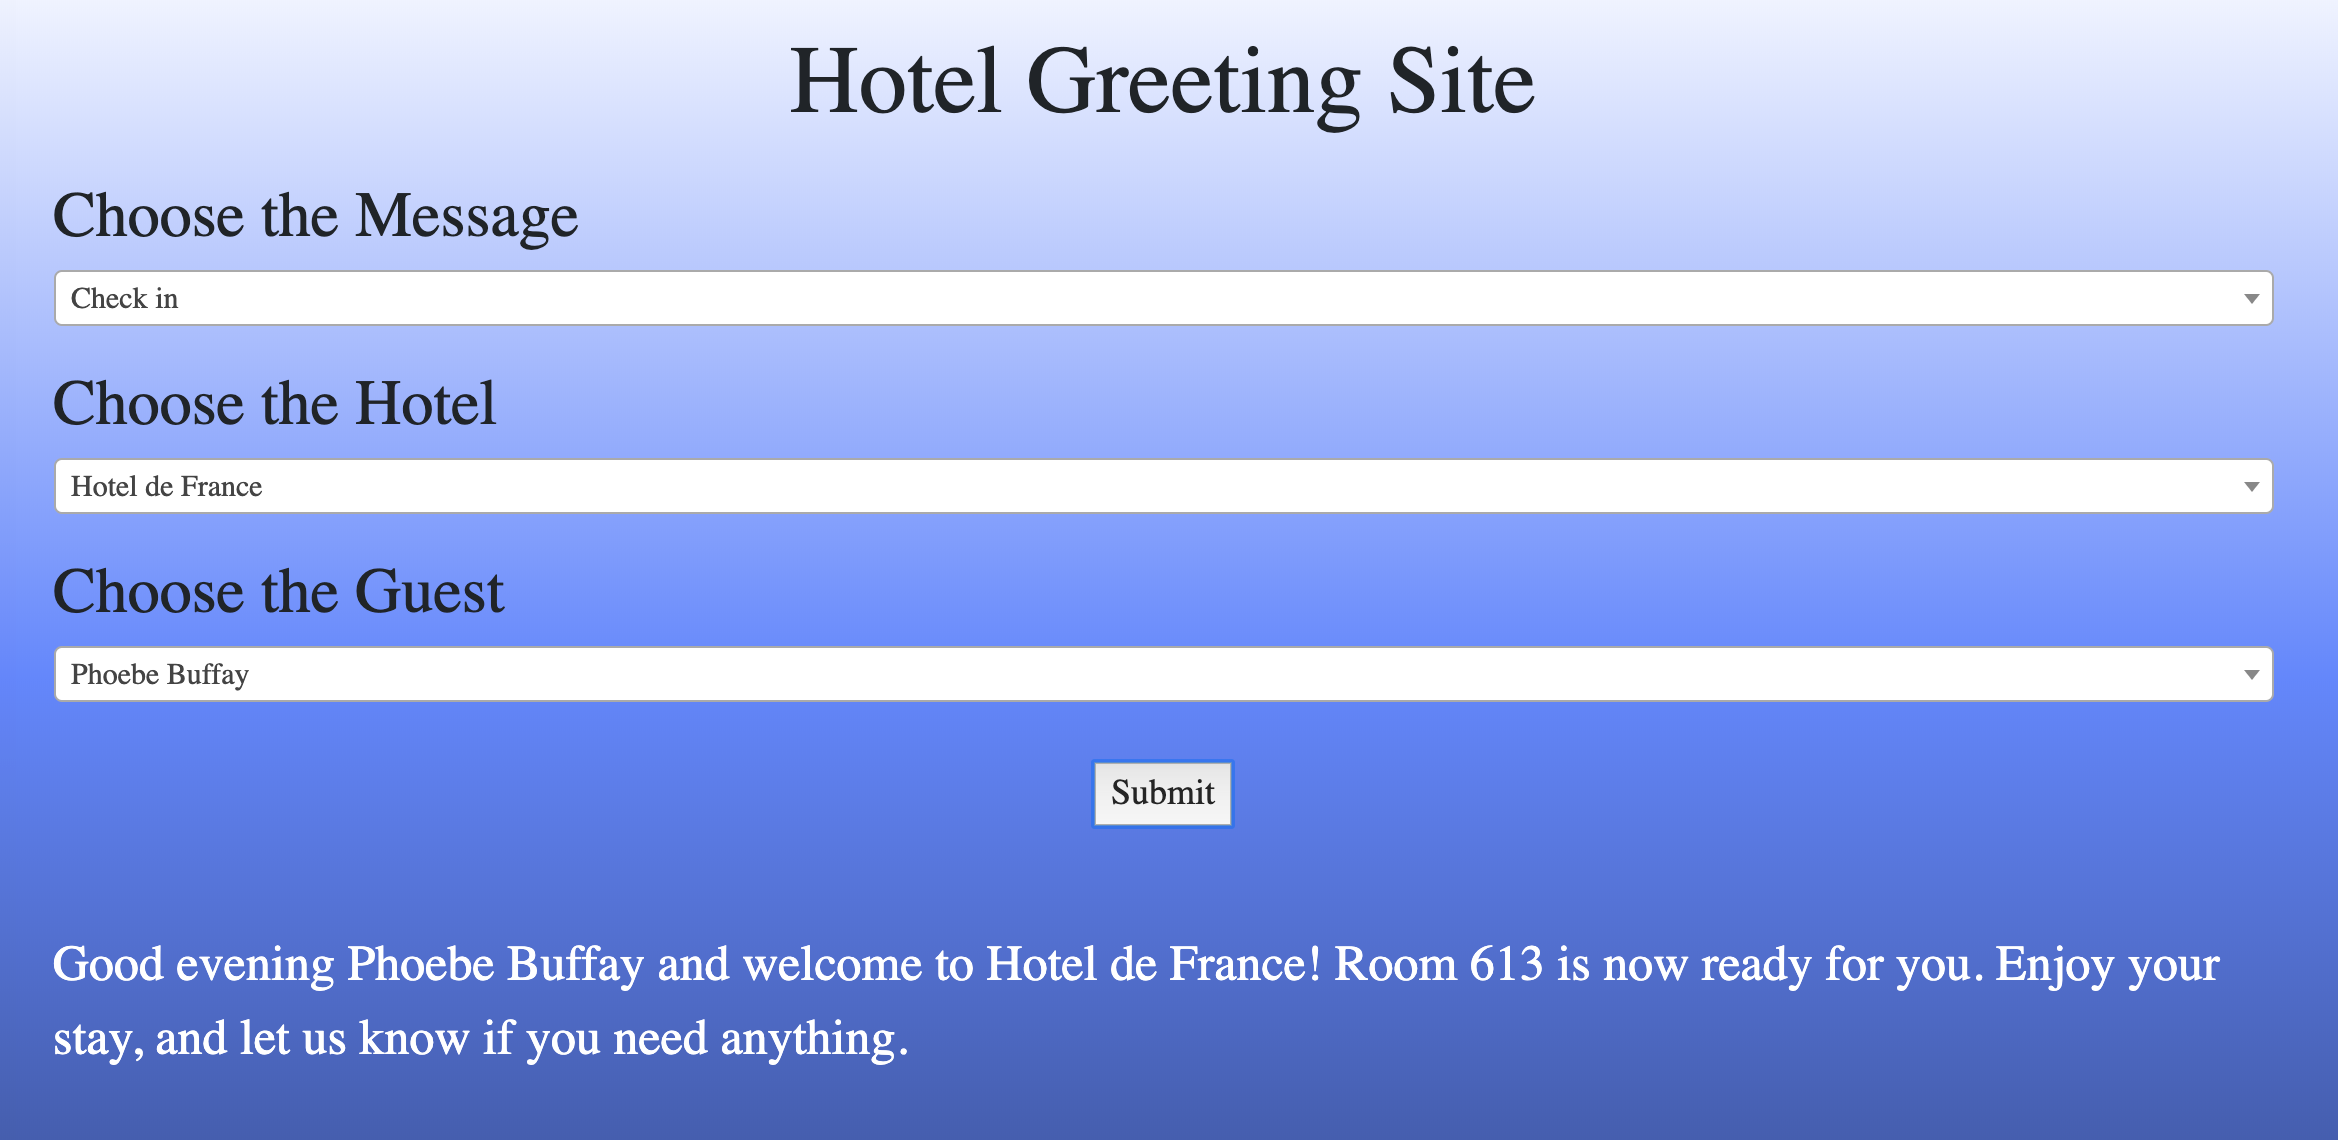 Hotel Greeting Site
Choose the Message
Check in
Choose the Hotel
Hotel de France
Choose the Guest
Phoebe Buffay
Submit
Good evening Phoebe Buffay and welcome to Hotel de France! Room 613 is now ready for you. Enjoy your
stay, and let us know if you need anything.